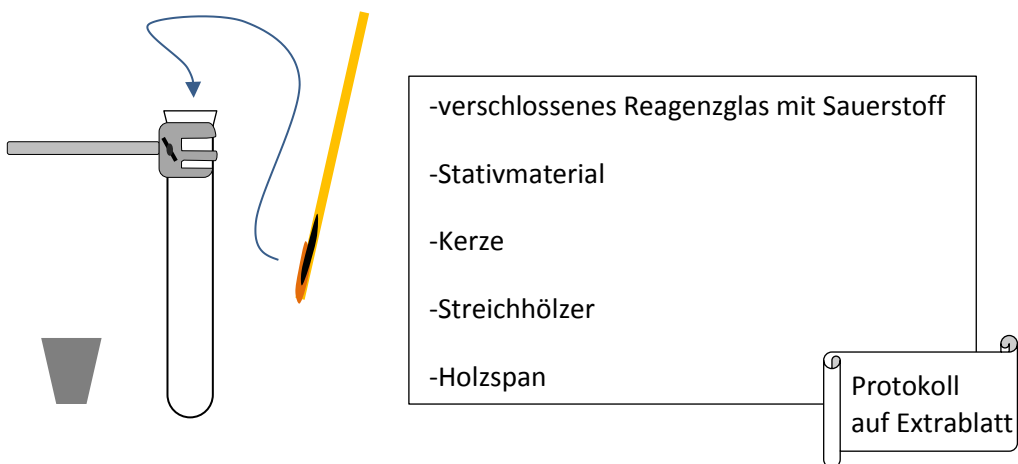 -verschlossenes Reagenzglas mit Sauerstoff
-Stativmaterial
-Kerze
-Streichhölzer
-Holzspan
Protokoll
auf Extrablatt